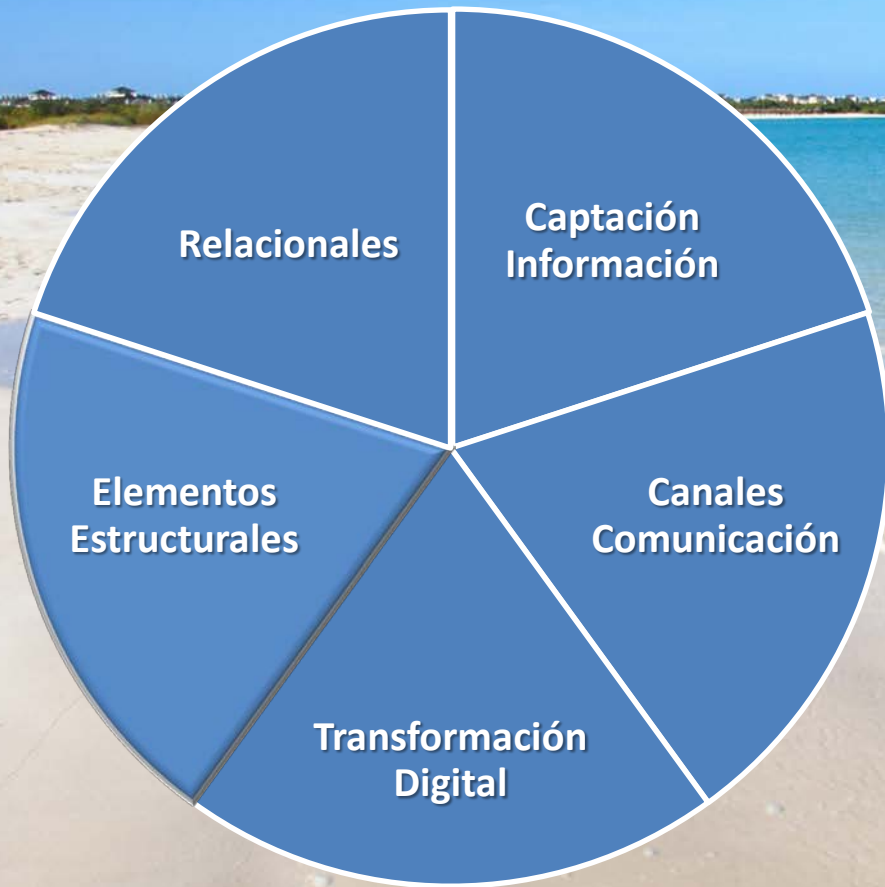 Relacionales
Captación
Información
Elementos
Estructurales
Canales
Comunicación
Transformación
Digital